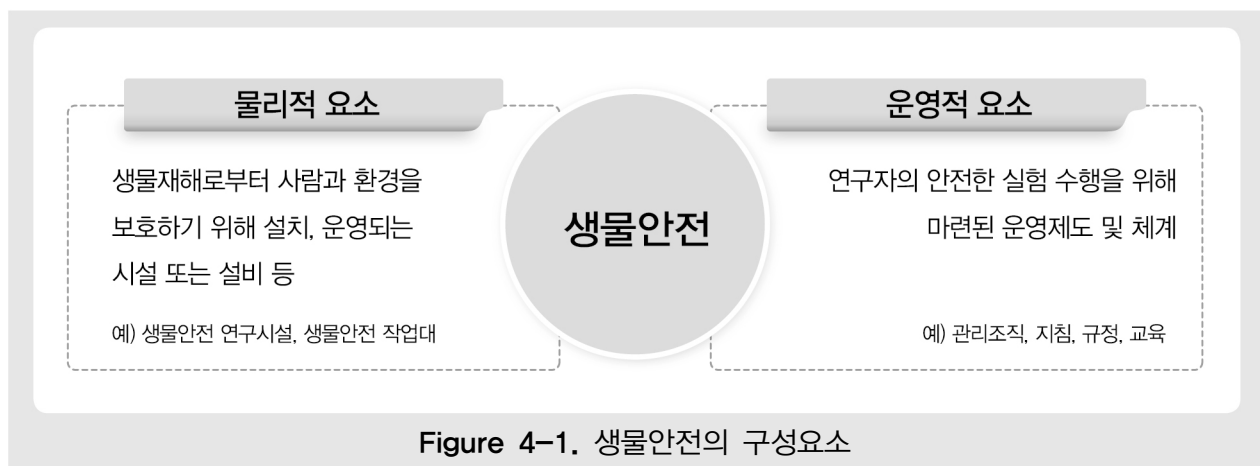 물리적 요소
생물재해로부터 사람과 환경을
보호하기 위해 설치, 운영되는
시설 또는 설비 등
예) 생물안전 연구시설, 생물안전 작업대
생물안전
운영적 요소
연구자의 안전한 실험 수행을 위해
마련된 운영제도 및 체계
예) 관리조직, 지침, 규정, 교육
Figure 4-1. 생물안전의 구성요소